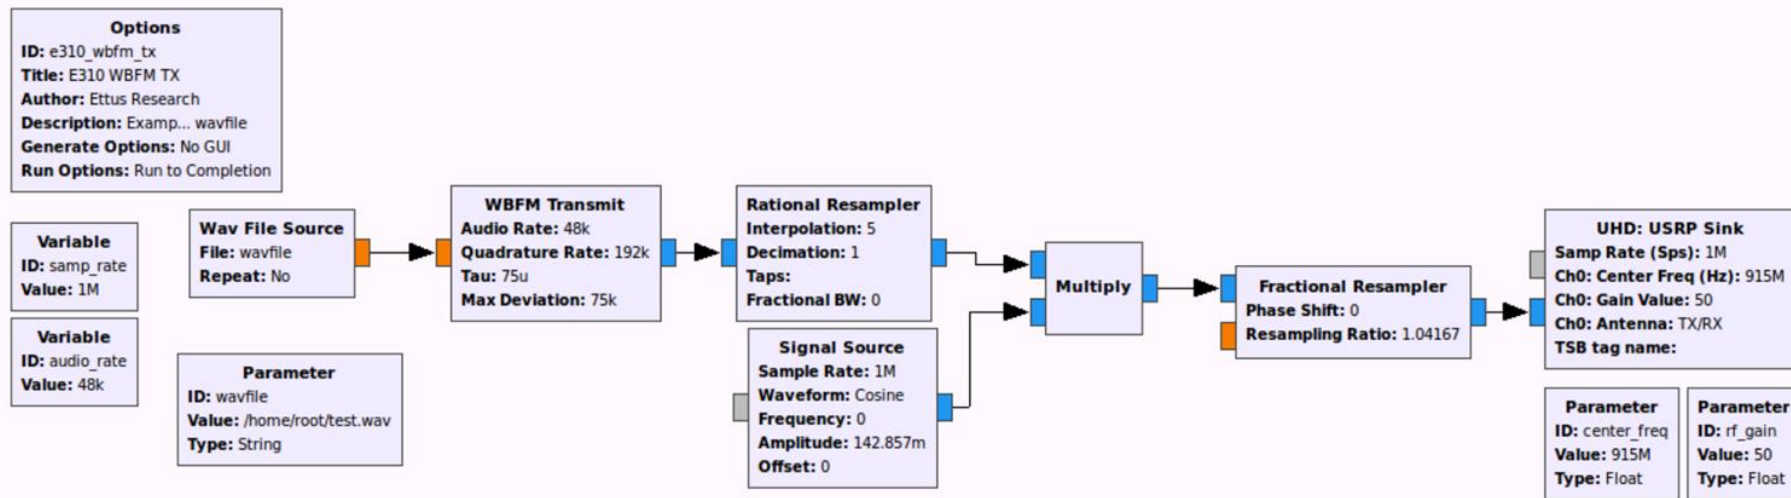 Options
ID: e310_wbfm_tx
Title: E310 WBFM TX
Author: Ettus Research
Description: Examp... wavfile
Generate Options: No GUI
Run Options: Run to Completion
Variable
ID: samp_rate
Value: 1M
Variable
ID: audio_rate
Value: 48k
Wav File Source
File: wavfile
Repeat: No
Parameter
ID: wavfile
Value: /home/root/test.wav
Type: String
WBFM Transmit
Audio Rate: 48k
Quadrature Rate: 192k
Tau: 75u
Max Deviation: 75k
Rational Resampler
Interpolation: 5
Decimation: 1
Taps:
Fractional BW: 0
Signal Source
Sample Rate: 1M
Waveform: Cosine
Frequency: 0
Amplitude: 142.857m
Offset: 0
Multiply
Fractional Resampler
Phase Shift: 0
Resampling Ratio: 1.04167
UHD: USRP Sink
Samp Rate (Sps): 1M
Ch0: Center Freq (Hz): 915M
Ch0: Gain Value: 50
Ch0: Antenna: TX/RX
TSB tag name:
Parameter
ID: center_freq
Value: 915M
Type: Float
Parameter
ID: rf_gain
Value: 50
Type: Float